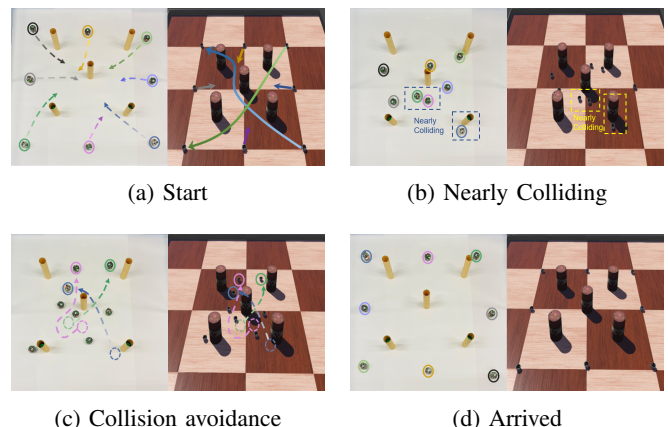 (a) Start
Nearly
Colliding
Nearly
Colliding
(b) Nearly Colliding
(c) Collision avoidance
(d) Arrived